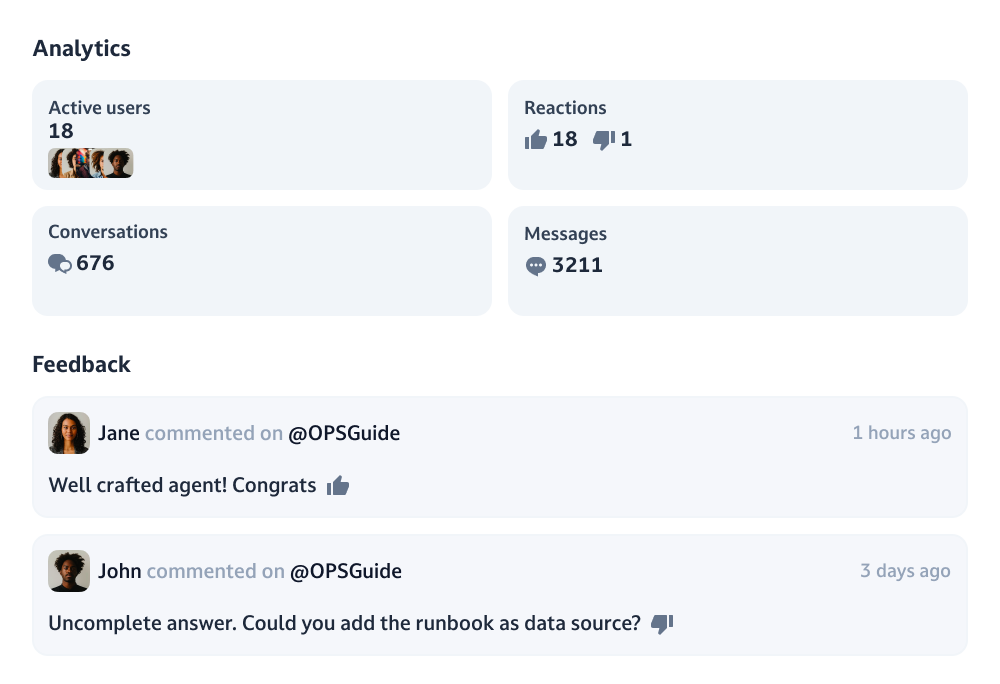 Analytics
Active users
18
Reactions
18 1
Conversations
676
Messages
3211
Feedback
Jane commented on @OPSGuide
1 hours ago
Well crafted agent! Congrats
John commented on @OPSGuide
3 days ago
Uncomplete answer. Could you add the runbook as data source?